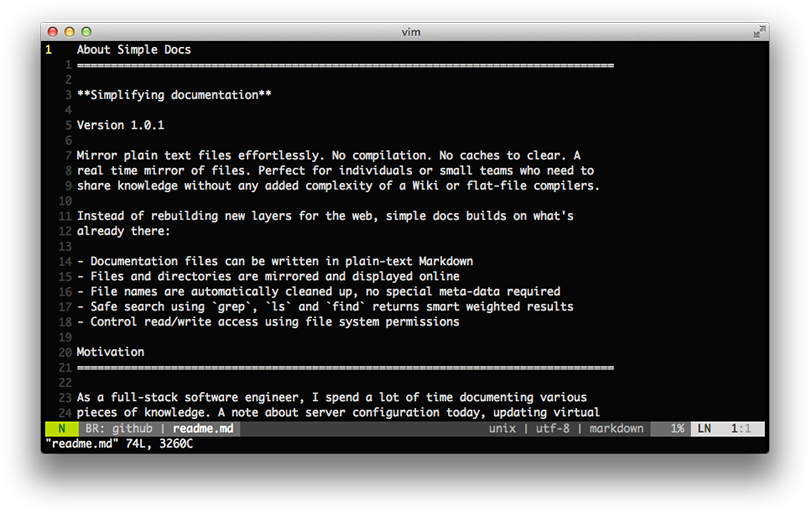 vim
1 About Simple Docs
1 ================================================================================
2
3 **Simplifying documentation**
4
5 Version 1.0.1
6
7 Mirror plain text files effortlessly. No compilation. No caches to clear. A
8 real time mirror of files. Perfect for individuals or small teams who need to
9 share knowledge without any added complexity of a Wiki or flat-file compilers.
10
11 Instead of rebuilding new layers for the web, simple docs builds on what's
12 already there:
13
14 - Documentation files can be written in plain-text Markdown
15 - Files and directories are mirrored and displayed online
16 - File names are automatically cleaned up, no special meta-data required
17 - Safe search using `grep`, `ls` and `find` returns smart weighted results
18 - Control read/write access using file system permissions
19
20 Motivation
21 ================================================================================
22
23 As a full-stack software engineer, I spend a lot of time documenting various
24 pieces of knowledge. A note about server configuration today, updating virtual
N BR: github | readme.md unix | utf-8 | markdown 1% LN 1:1
"readme.md" 74L, 3260C